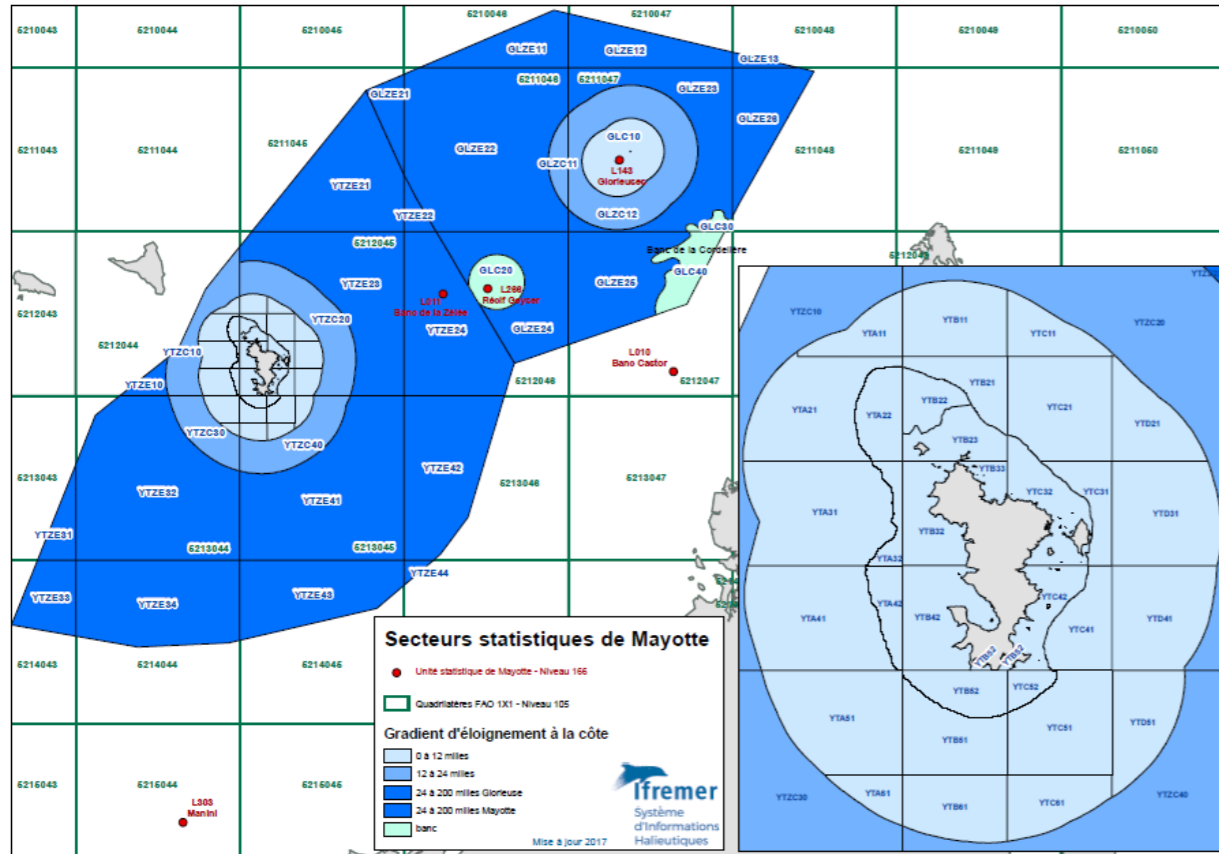 5210043
5210044
5210045
5210046
5210047
5210048
5210049
5210050
GLZE11
GLZE12
GLZE13
5211046
5211047
GLZE21
GLZE23
GLZE26
GLC10
5211043
5211044
5211045
GLZE22
GLZC11
L143
Glorieuses
5211048
5211049
5211050
YTZE21
YTZE22
GLZC12
GLC30
5212045
Banc de la Cordelière
GLC20
GLC40
YTZE23
L266
Récif Geyser
GLZE25
L011
Banc de la Zélée
5212043
YTZC20
YTZE24
GLZE24
5212044
YTZC10
L010
Banc Castor
YTZE10
5212046
5212047
YTZC30
YTZC40
YTZE42
5213043
5213046
5213047
YTZE32
YTZE41
YTZE31
5213044
5213045
YTZE44
YTZE33
YTZE34
YTZE43
5214043
5214044
5214045
5215043
5215044
5215045
L303
Manini
YTZC10
YTA11
YTB11
YTC11
YTZC20
YTB21
YTA21
YTA22
YTB22
YTC21
YTD21
YTB23
YTB33
YTC32
YTC31
YTA31
YTB32
YTD31
YTA32
YTA42
YTC42
YTA41
YTB42
YTC41
YTD41
YTB52
YTC52
YTA51
YTB51
YTC51
YTD51
YTZC30
YTA61
YTB61
YTC61
YTZC40
Secteurs statistiques de Mayotte
Unité statistique de Mayotte - Niveau 166
Quadrilatères FAO 1X1 - Niveau 105
Gradient d'éloignement à la côte
0 à 12 milles
12 à 24 milles
24 à 200 milles Glorieuse
24 à 200 milles Mayotte
banc
Ifremer
Système
d'Informations
Halieutiques
Mise à jour 2017